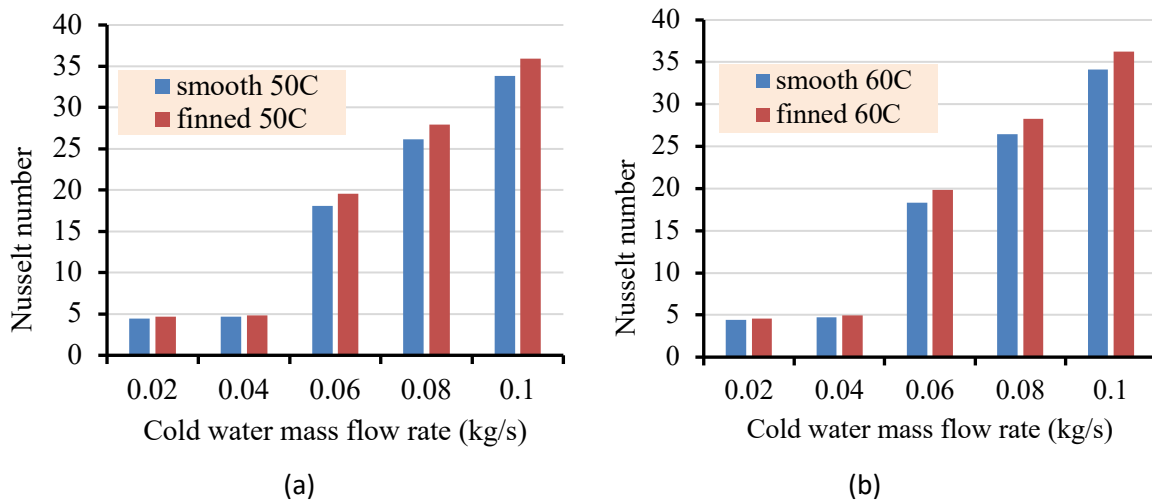 40
35
30
25
20
15
10
5
0
Nusselt number
smooth 50C
finned 50C
0.02 0.04 0.06 0.08 0.1
Cold water mass flow rate (kg/s)
(a)
40
35
30
25
20
15
10
5
0
Nusselt number
smooth 60C
finned 60C
0.02 0.04 0.06 0.08 0.1
Cold water mass flow rate (kg/s)
(b)